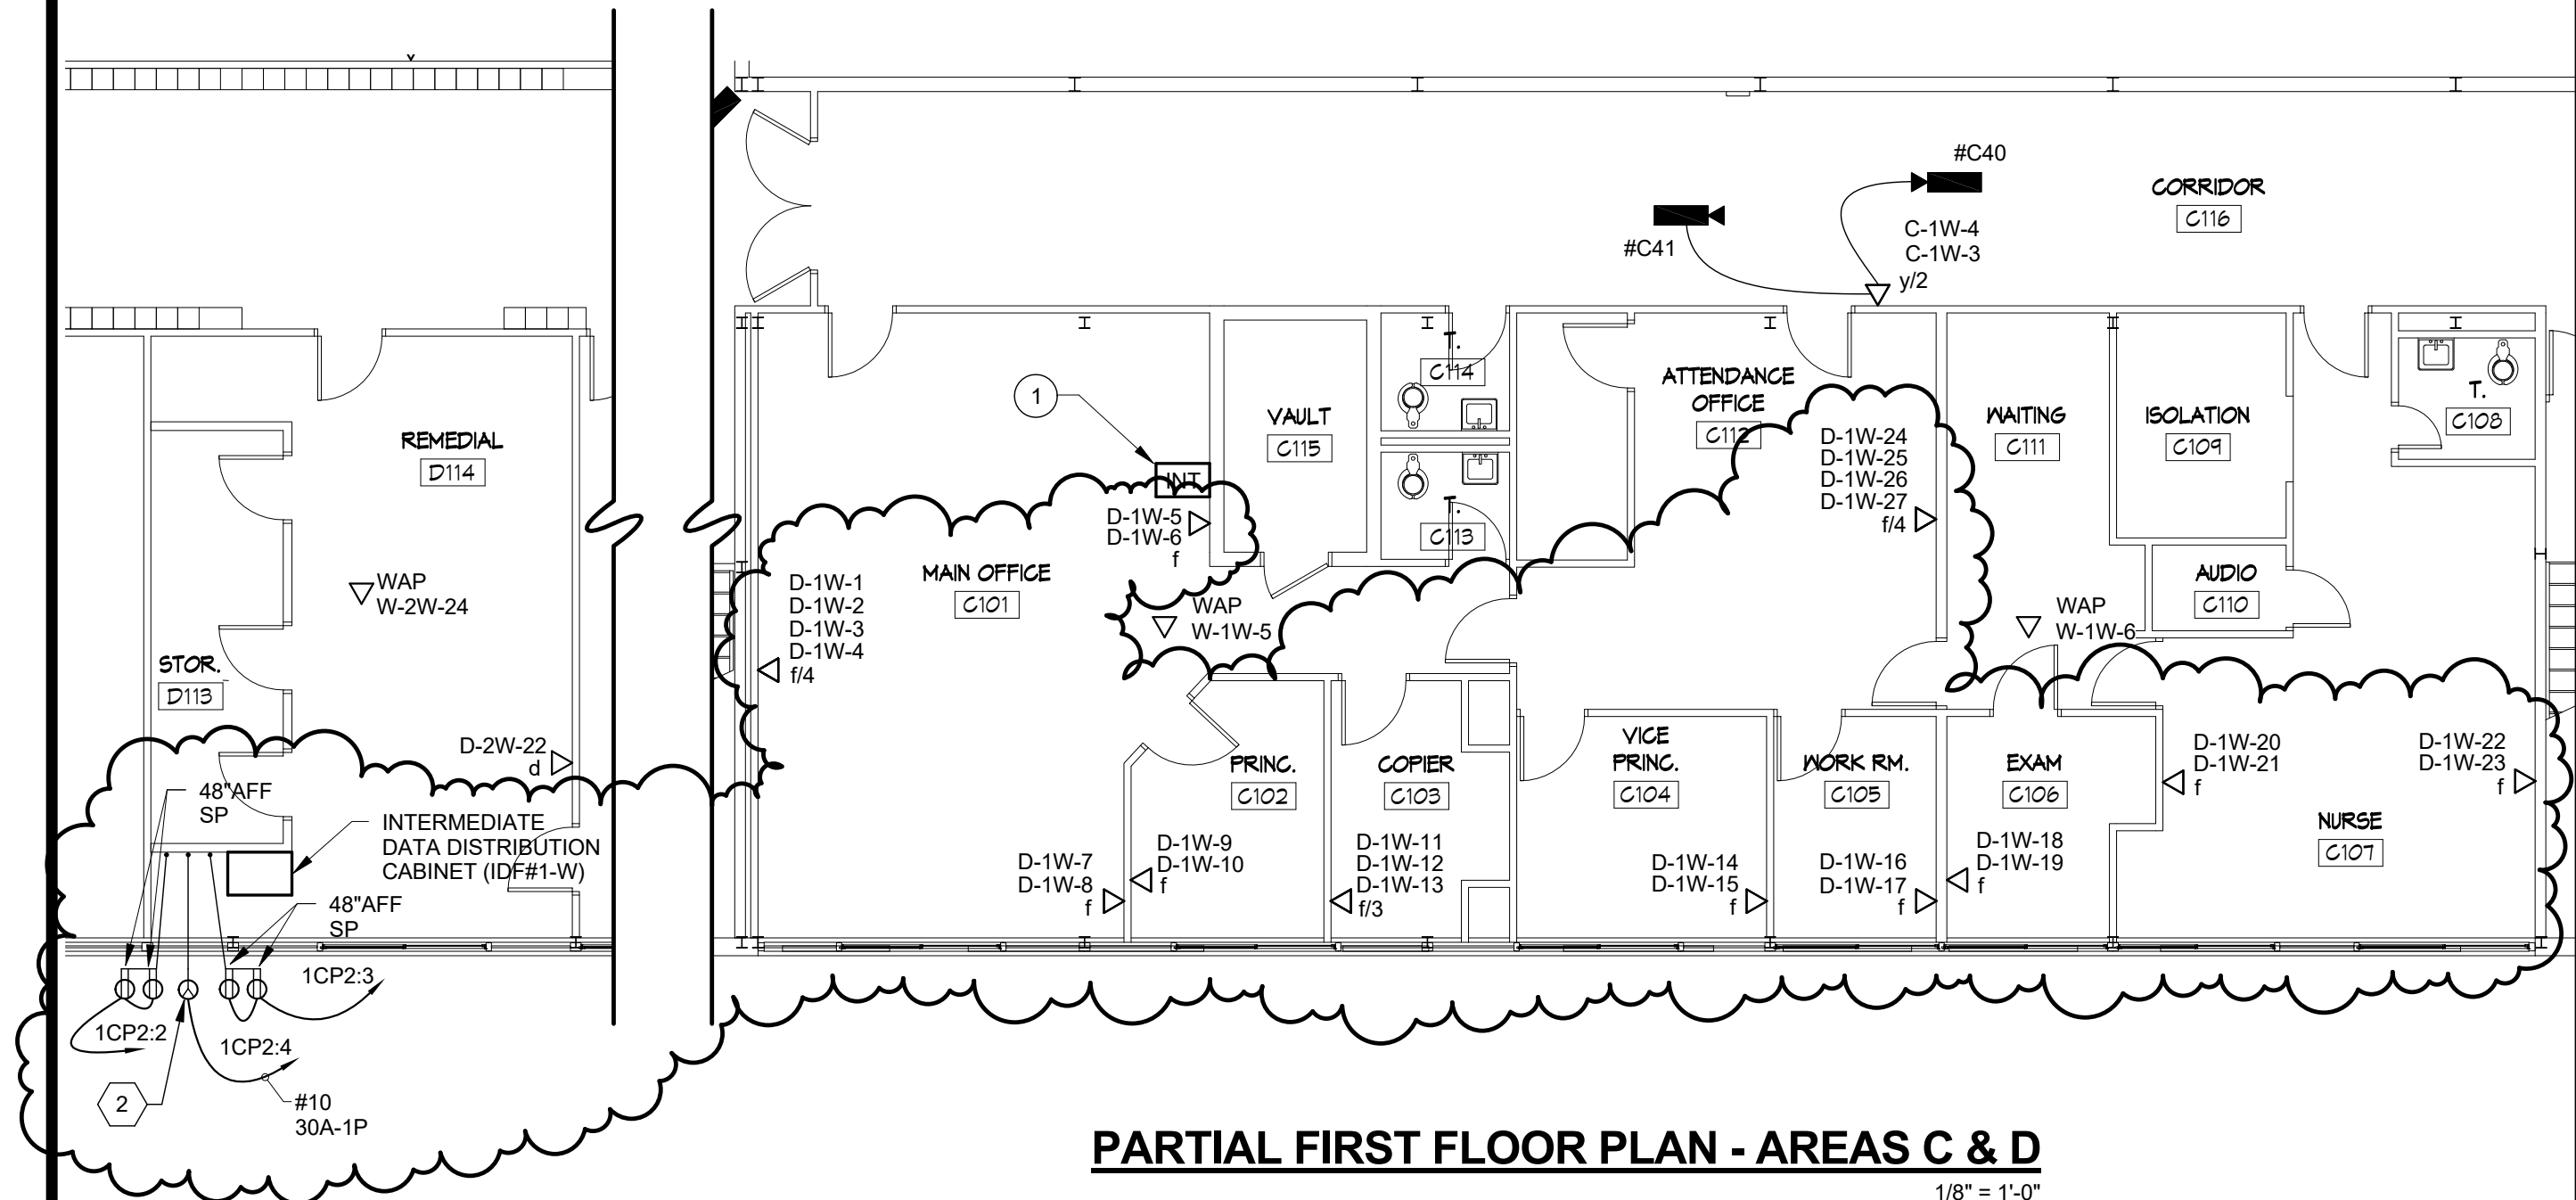 #C40
CORRIDOR
C116
C-1W-4
C-1W-3
y/2
#C41
REMEDIAL
D114
WAP
W-2W-24
STOR.
D113
D-2W-22
d
48"AFF
SP
INTERMEDIATE
DATA DISTRIBUTION
CABINET (IDF#1-W)
48"AFF
SP
1CP2:3
1CP2:2
1CP2:4
2
#10
30A-1P
1
INT
D-1W-5
D-1W-6
f
MAIN OFFICE
C101
D-1W-1
D-1W-2
D-1W-3
D-1W-4
f/4
VAULT
C115
T.
C114
T.
C113
WAP
W-1W-5
ATTENDANCE
OFFICE
C112
D-1W-24
D-1W-25
D-1W-26
D-1W-27
f/4
WAITING
C111
ISOLATION
C109
T.
C108
AUDIO
C110
WAP
W-1W-6
D-1W-7
D-1W-8
f
PRINC.
C102
D-1W-9
D-1W-10
f
COPIER
C103
D-1W-11
D-1W-12
D-1W-13
f/3
VICE
PRINC.
C104
D-1W-14
D-1W-15
f
WORK RM.
C105
D-1W-16
D-1W-17
f
EXAM
C106
D-1W-18
D-1W-19
f
D-1W-20
D-1W-21
f
D-1W-22
D-1W-23
f
NURSE
C107
PARTIAL FIRST FLOOR PLAN - AREAS C & D
1/8" = 1'-0"